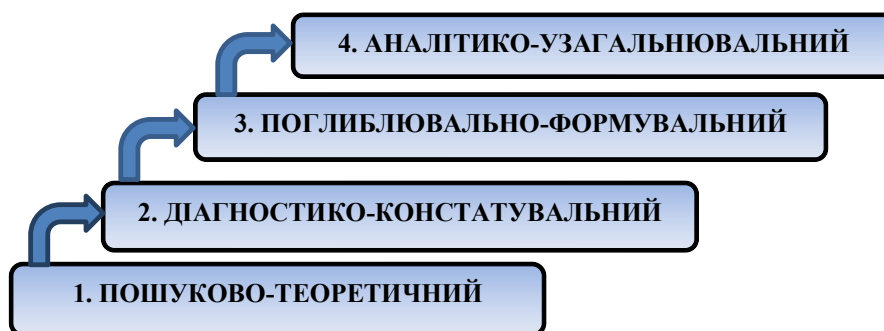 4. АНАЛІТИКО-УЗАГАЛЬНЮВАЛЬНИЙ
3. ПОГЛИБЛЮВАЛЬНО-ФОРМУВАЛЬНИЙ
2. ДІАГНОСТИКО-КОНСТАТУВАЛЬНИЙ
1. ПОШУКОВО-ТЕОРЕТИЧНИЙ